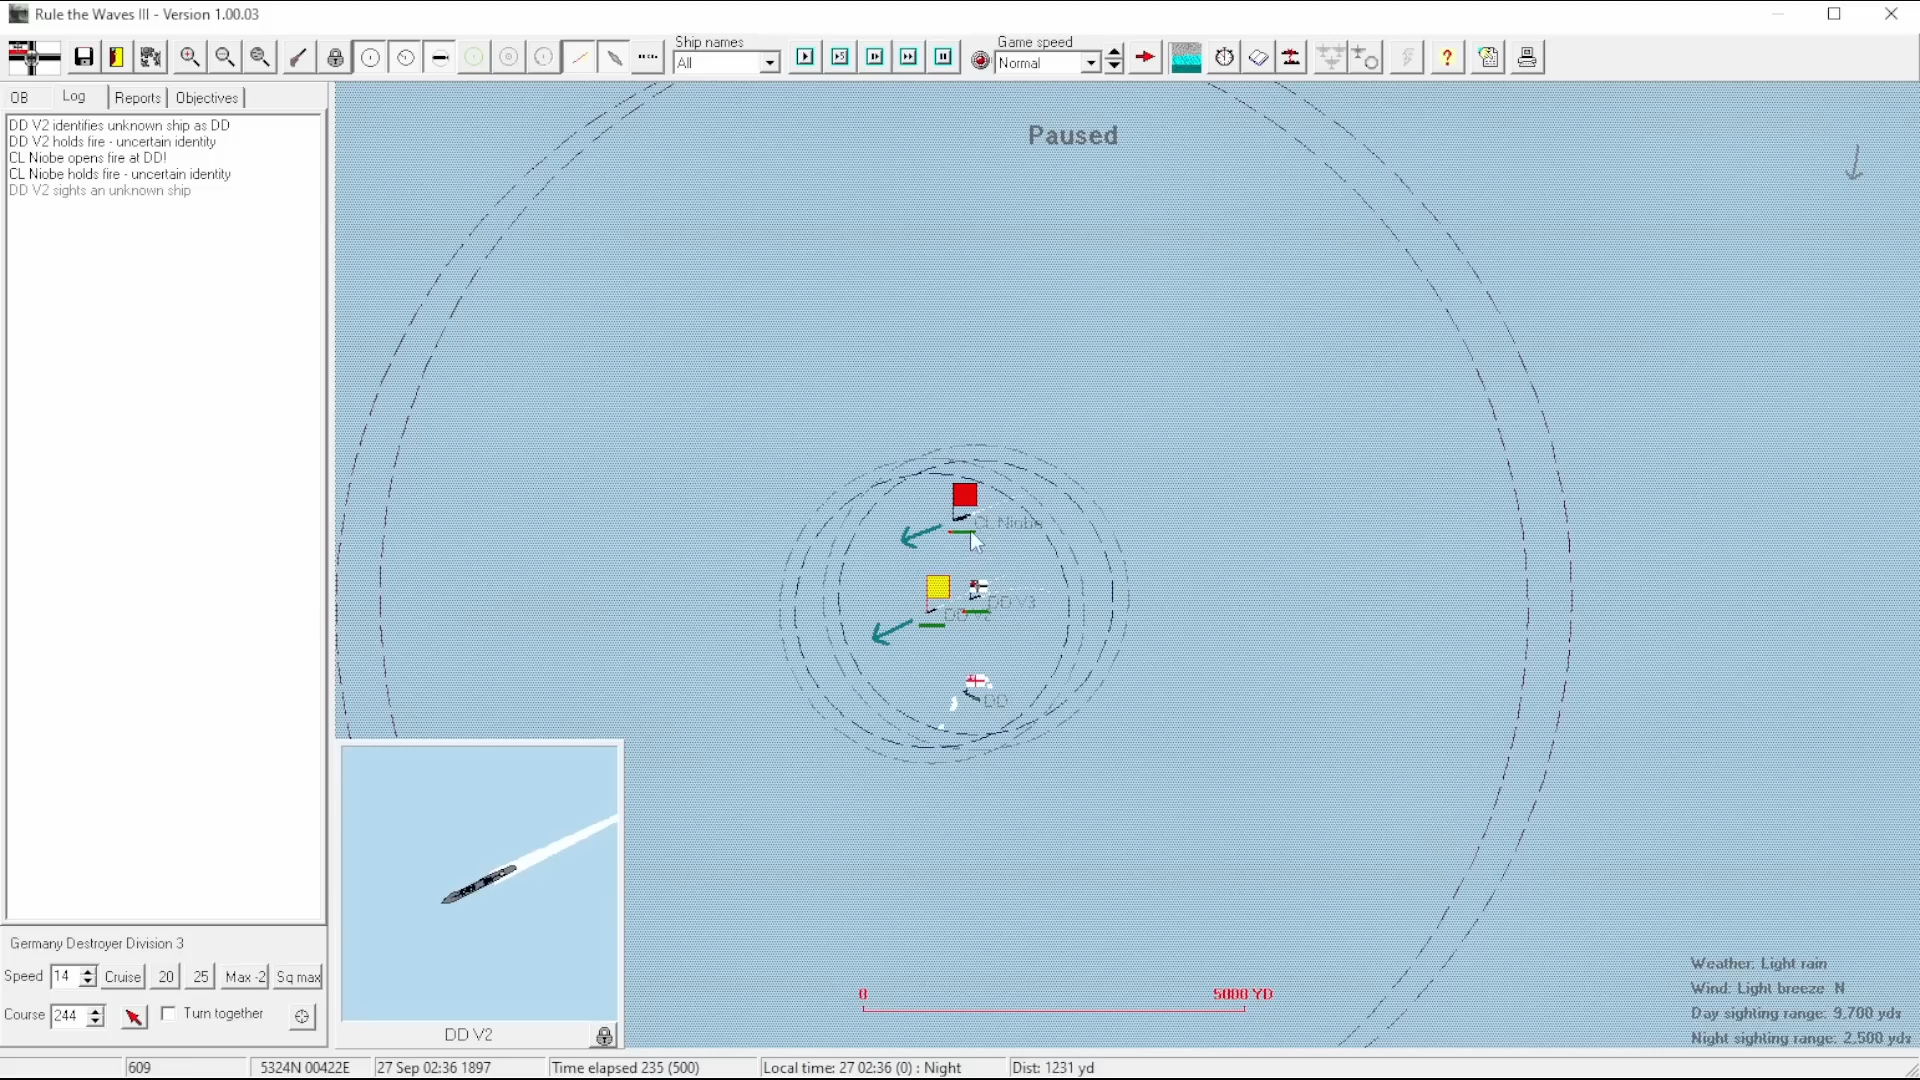 Rule the Waves III - Version 1.00.03
Ship names
All
Game speed
Normal
OB
Log
Reports
Objectives
DD V2 identifies unknown ship as DD
DD V2 holds fire - uncertain identity
CL Niobe opens fire at DD!
CL Niobe holds fire - uncertain identity
DD V2 sights an unknown ship
Paused
CL Niobe
DD V3
DD V2
DD
0
5000 YD
Weather: Light rain
Wind: Light breeze N
Day sighting range: 9,700 yds
Night sighting range: 2,500 yds
Germany Destroyer Division 3
Speed 14 Cruise 20 25 Max -2 Sq max
Course 244 Turn together
DD V2
609
5324N 00422E
27 Sep 02:36 1897
Time elapsed 235 (500)
Local time: 27 02:36 (0) : Night
Dist: 1231 yd